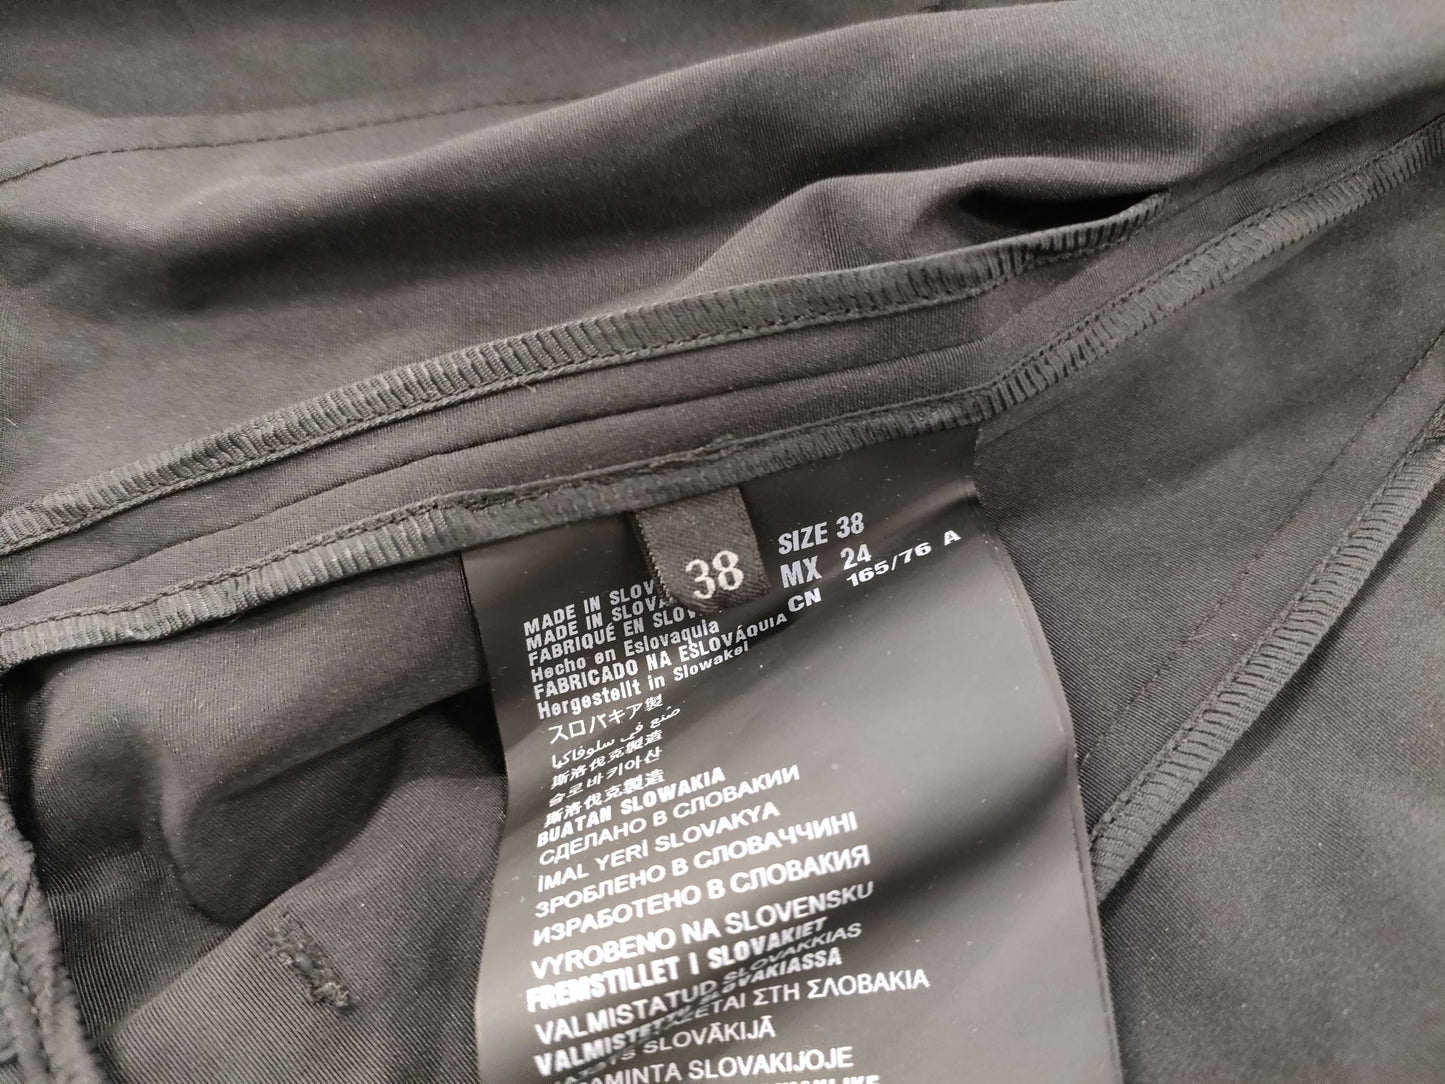 38
SIZE 38
MX 24
CN 165/76 A
MADE IN SLOV
MADE IN SLOVA
FABRIQUÉ EN SLOV
Hecho en Eslovaquia
FABRICADO NA ESLOVÁQUIA
Hergestellt in Slowakei
スロバキア製
صنع في سلوفاكيا
斯洛伐克製造
슬로바키아산
斯洛伐克製造
BUATAN SLOWAKIA
СДЕЛАНО В СЛОВАКИИ
IMAL YERİ SLOVAKYA
ЗРОБЛЕНО В СЛОВАЧЧИНІ
ИЗРАБОТЕНО В СЛОВАКИЯ
VYROBENO NA SLOVENSKU
FREMSTILLET I SLOVAKIET
VALMISTATUD SLOVAKKIAS
VALMISTETTU SLOVAKIASSA
ΕΤΑΙ ΣΤΗ ΣΛΟΒΑΚΙΑ
TS SLOVĀKIJĀ
AMINTA SLOVAKIJOJE